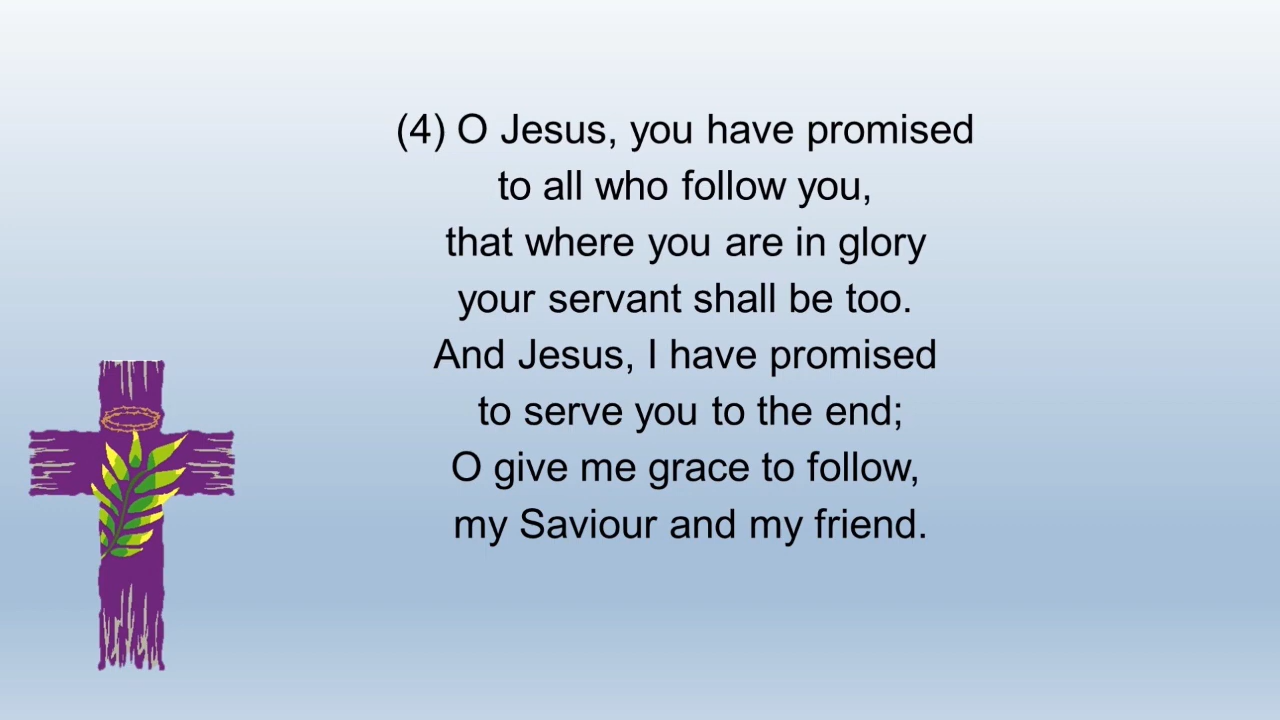 (4) O Jesus, you have promised
to all who follow you,
that where you are in glory
your servant shall be too.
And Jesus, I have promised
to serve you to the end;
O give me grace to follow,
my Saviour and my friend.